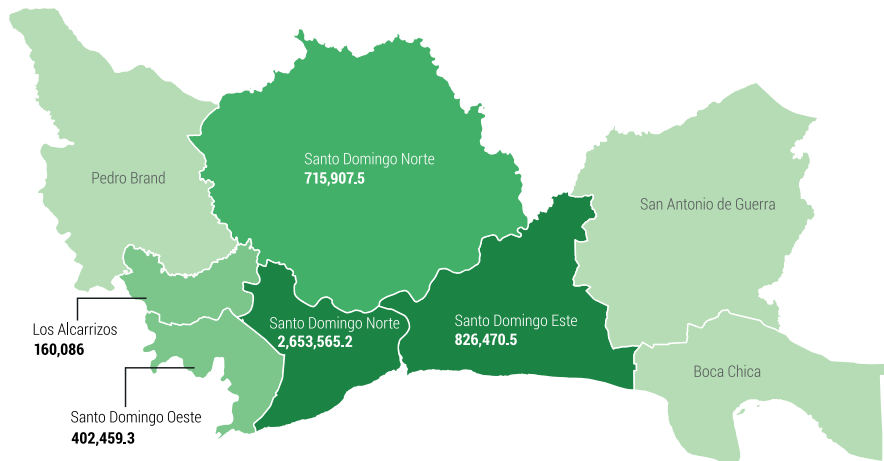 Santo Domingo Norte
715,907.5
Pedro Brand
San Antonio de Guerra
Los Alcarrizos
160,086
Santo Domingo Norte
2,653,565.2
Santo Domingo Este
826,470.5
Boca Chica
Santo Domingo Oeste
402,459.3